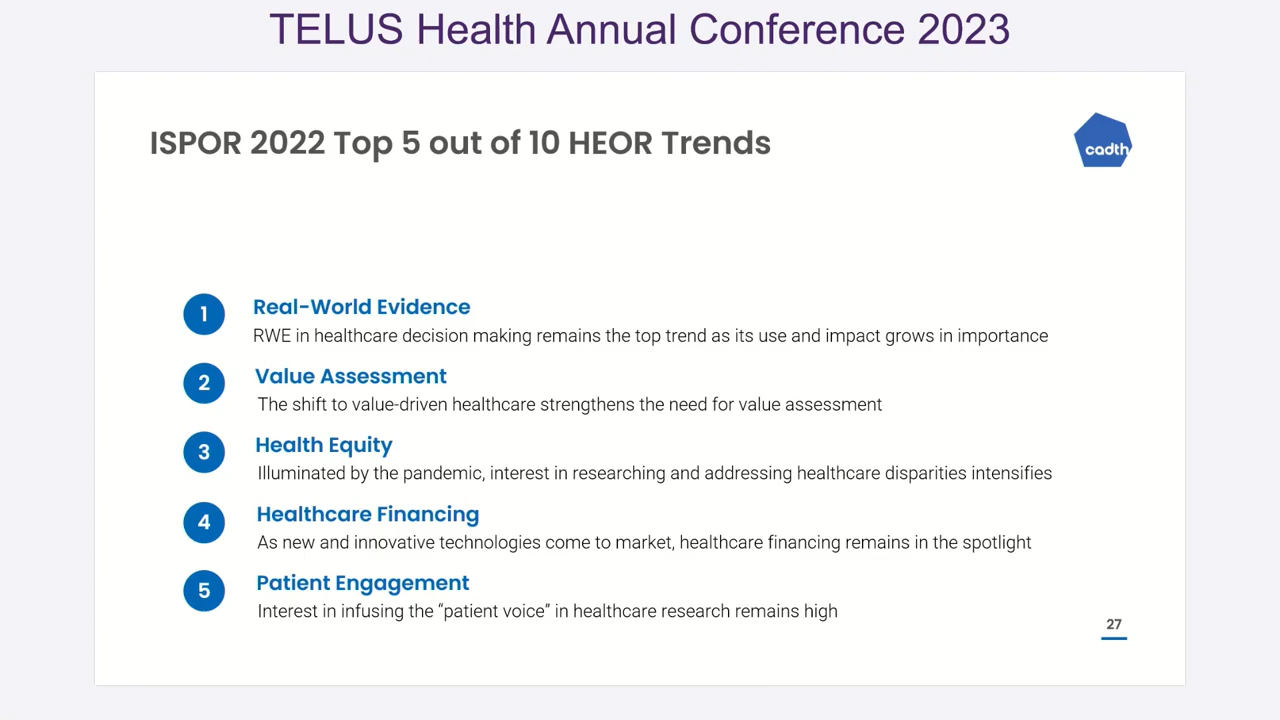 TELUS Health Annual Conference 2023
ISPOR 2022 Top 5 out of 10 HEOR Trends
cadth
1 Real-World Evidence
RWE in healthcare decision making remains the top trend as its use and impact grows in importance
2 Value Assessment
The shift to value-driven healthcare strengthens the need for value assessment
3 Health Equity
Illuminated by the pandemic, interest in researching and addressing healthcare disparities intensifies
4 Healthcare Financing
As new and innovative technologies come to market, healthcare financing remains in the spotlight
5 Patient Engagement
Interest in infusing the “patient voice” in healthcare research remains high
27